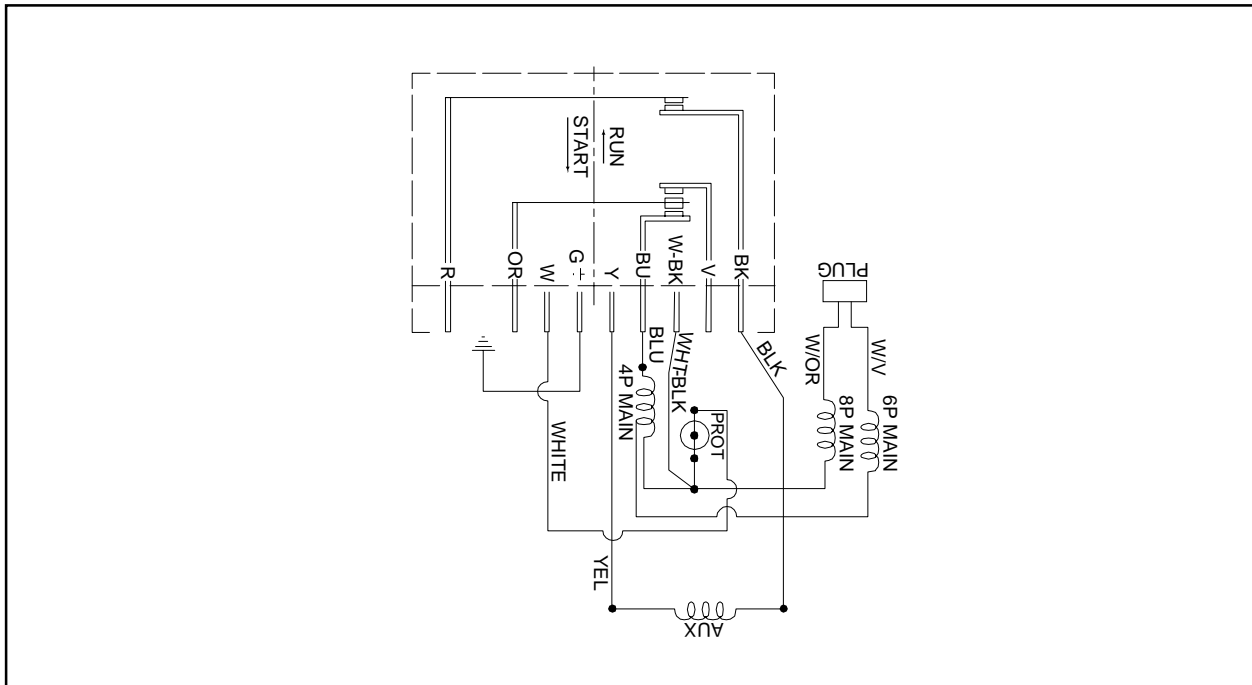 RUN
START
R
OR
W
G
Y
BU
W-BK
V
BK
PLUG
BLU
WHT-BLK
BLK
W/OR
W/V
4P MAIN
PROT
8P MAIN
6P MAIN
WHITE
YEL
AUX